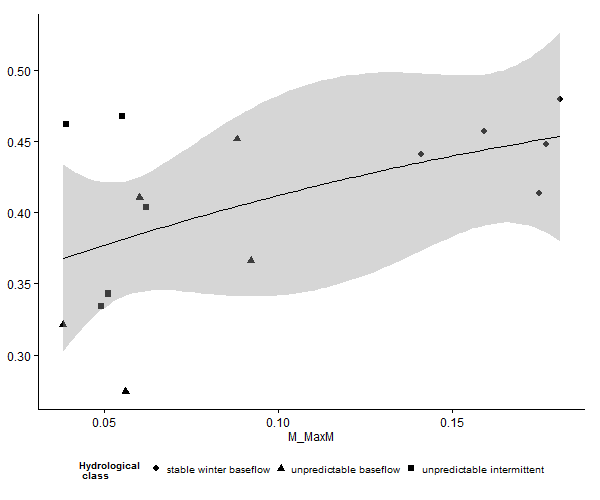 0.50
0.45
0.40
0.35
0.30
0.05 0.10 0.15
M_MaxM
Hydrological
class
stable winter baseflow unpredictable baseflow unpredictable intermittent